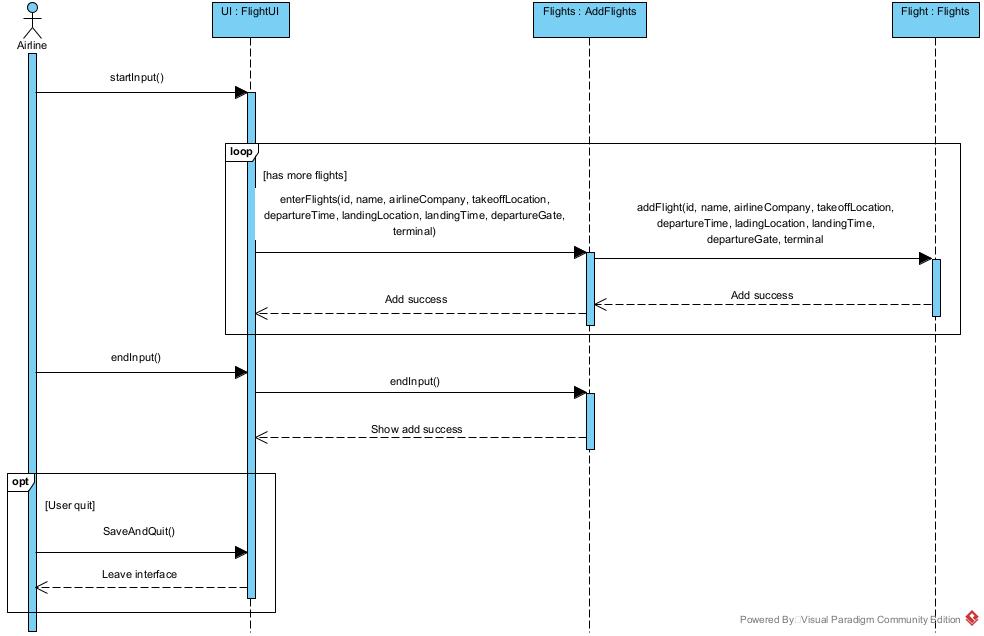 UI : FlightUI
Flights : AddFlights
Flight : Flights
Airline
startInput()
loop
[has more flights]
enterFlights(id, name, airlineCompany, takeoffLocation,
departureTime, landingLocation, landingTime, departureGate,
terminal)
addFlight(id, name, airlineCompany, takeoffLocation,
departureTime, ladingLocation, landingTime,
departureGate, terminal
Add success
Add success
endInput()
endInput()
Show add success
opt
[User quit]
SaveAndQuit()
Leave interface
Powered By Visual Paradigm Community Edition